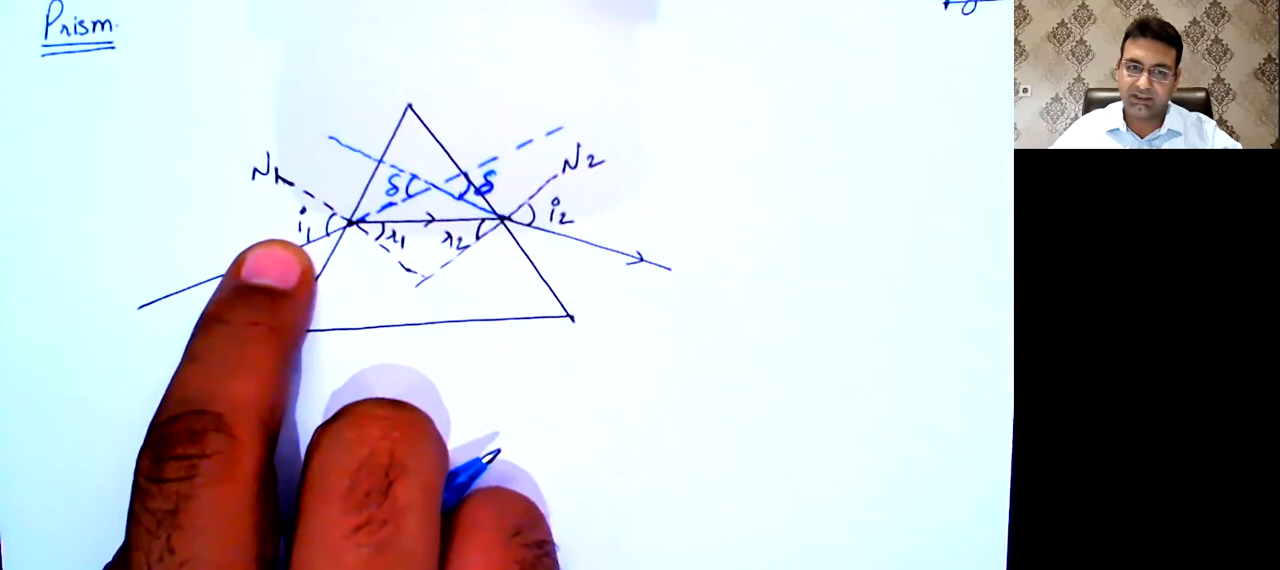 Prism.
N1
N2
δ
δ
i1
r1
r2
i2